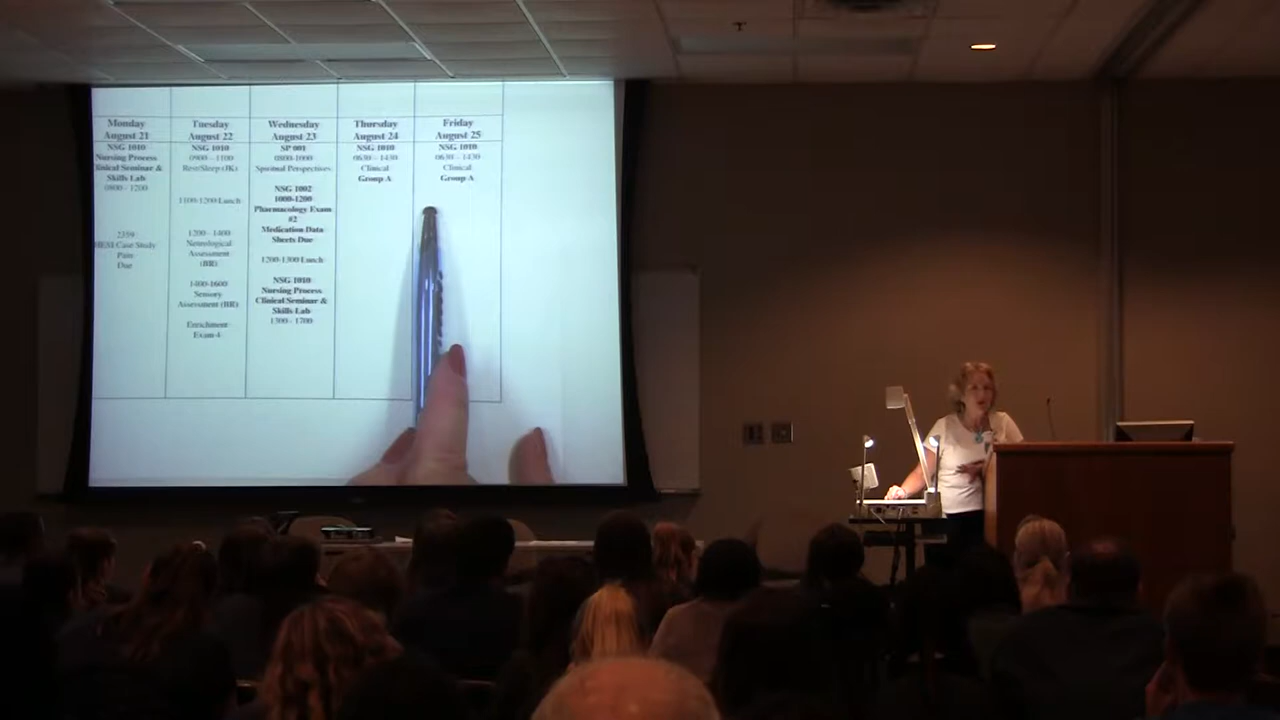 Monday
August 21
NSG 1010
Nursing Process
Clinical Seminar &
Skills Lab
0800 - 1200
2359
Case Study
Pain
Due
Tuesday
August 22
NSG 1010
0900 - 1100
Rest/Sleep (JK)
1100-1200 Lunch
1200 - 1400
Neurological
Assessment
(BR)
1400-1600
Sensory
Assessment (BR)
Enrichment
Exam 4
Wednesday
August 23
SP 001
0800-1000
Spiritual Perspectives
NSG 1002
1000-1200
Pharmacology Exam
#2
Medication Data
Sheets Due
1200-1300 Lunch
NSG 1010
Nursing Process
Clinical Seminar &
Skills Lab
1300 - 1700
Thursday
August 24
NSG 1010
0630 - 1430
Clinical
Group A
Friday
August 25
NSG 1010
0630 - 1430
Clinical
Group A